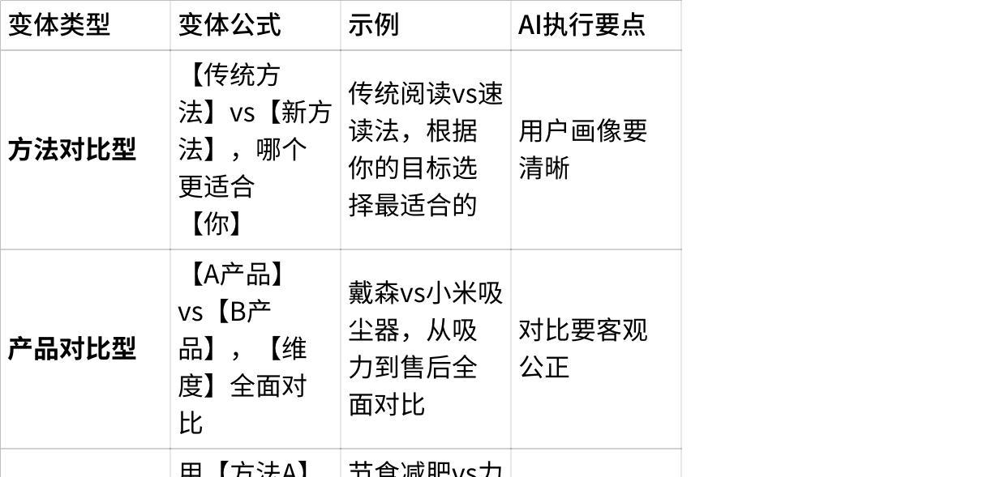 变体类型
变体公式
示例
AI执行要点
方法对比型
【传统方
法】vs【新方
法】，哪个
更适合
【你】
传统阅读vs速
读法，根据
你的目标选
择最适合的
用户画像要
清晰
产品对比型
【A产品】
vs【B产
品】，【维
度】全面对
比
戴森vs小米吸
尘器，从吸
力到售后全
面对比
对比要客观
公正
用【方法A】
节食减肥vs力